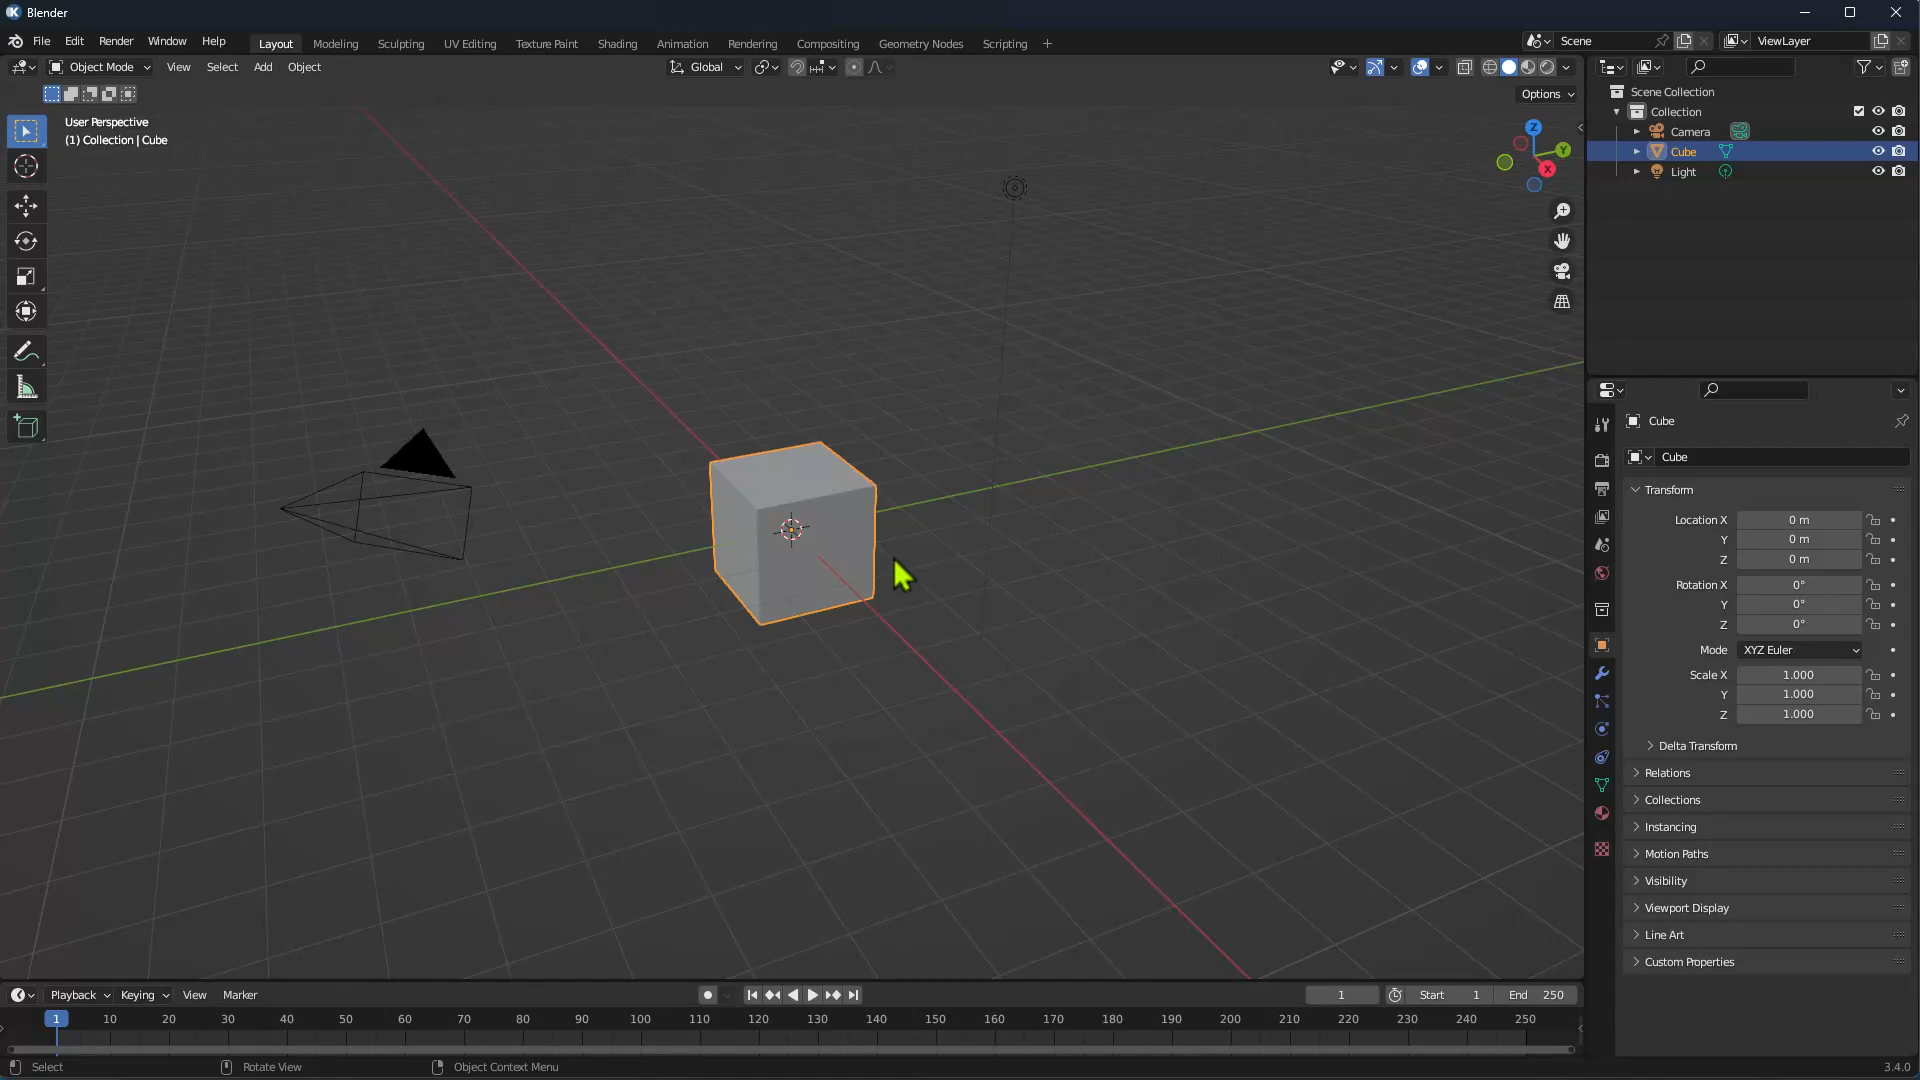 Blender
File Edit Render Window Help Layout Modeling Sculpting UV Editing Texture Paint Shading Animation Rendering Compositing Geometry Nodes Scripting + Scene ViewLayer
Object Mode View Select Add Object Global
Options
User Perspective
(1) Collection | Cube
Z
Y
X
Scene Collection
Collection
Camera
Cube
Light
Cube
Cube
Transform
Location X 0 m
Y 0 m
Z 0 m
Rotation X 0°
Y 0°
Z 0°
Mode XYZ Euler
Scale X 1.000
Y 1.000
Z 1.000
Delta Transform
Relations
Collections
Instancing
Motion Paths
Visibility
Viewport Display
Line Art
Custom Properties
Playback Keying View Marker 1 Start 1 End 250
1 10 20 30 40 50 60 70 80 90 100 110 120 130 140 150 160 170 180 190 200 210 220 230 240 250
Select Rotate View Object Context Menu 3.4.0